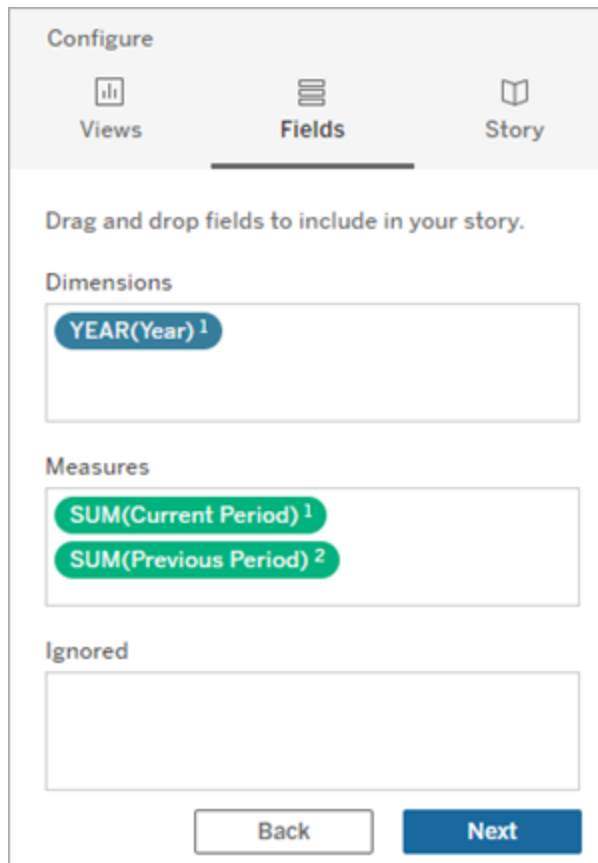 Configure
Views Fields Story
Drag and drop fields to include in your story.
Dimensions
YEAR(Year) 1
Measures
SUM(Current Period) 1
SUM(Previous Period) 2
Ignored
Back Next